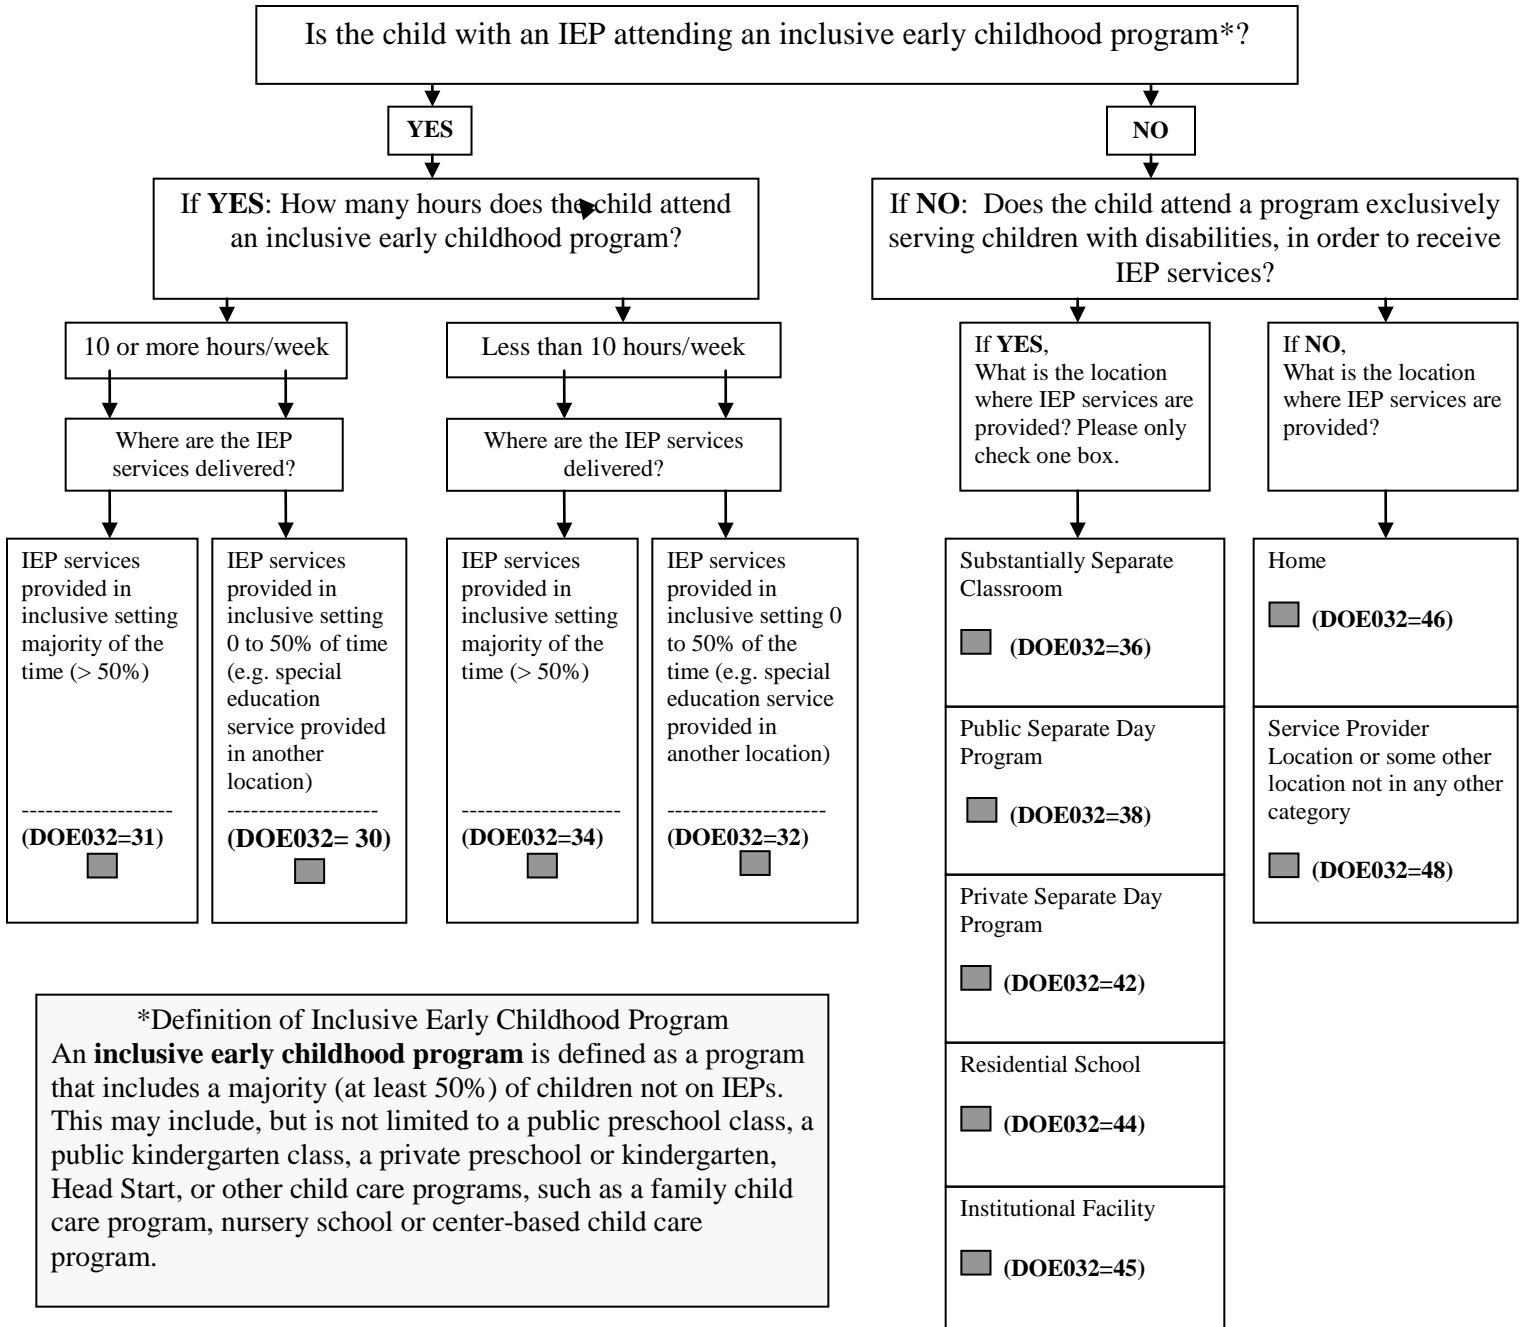 Is the child with an IEP attending an inclusive early childhood program*?
YES
NO
If YES: How many hours does the child attend
an inclusive early childhood program?
If NO:  Does the child attend a program exclusively
serving children with disabilities, in order to receive
IEP services?
10 or more hours/week
Less than 10 hours/week
If YES,
What is the location
where IEP services are
provided? Please only
check one box.
If NO,
What is the location
where IEP services are
provided?
Where are the IEP
services delivered?
Where are the IEP services
delivered?
IEP services
provided in
inclusive setting
majority of the
time (> 50%)
-------------------
(DOE032=31)
IEP services
provided in
inclusive setting
0 to 50% of time
(e.g. special
education
service provided
in another
location)
-------------------
(DOE032= 30)
IEP services
provided in
inclusive setting
majority of the
time (> 50%)
--------------------
(DOE032=34)
IEP services
provided in
inclusive setting 0
to 50% of the
time (e.g. special
education service
provided in
another location)
--------------------
(DOE032=32)
Substantially Separate
Classroom
(DOE032=36)
Public Separate Day
Program
(DOE032=38)
Private Separate Day
Program
(DOE032=42)
Residential School
(DOE032=44)
Institutional Facility
(DOE032=45)
Home
(DOE032=46)
Service Provider
Location or some other
location not in any other
category
(DOE032=48)
*Definition of Inclusive Early Childhood Program
An inclusive early childhood program is defined as a program
that includes a majority (at least 50%) of children not on IEPs.
This may include, but is not limited to a public preschool class, a
public kindergarten class, a private preschool or kindergarten,
Head Start, or other child care programs, such as a family child
care program, nursery school or center-based child care
program.